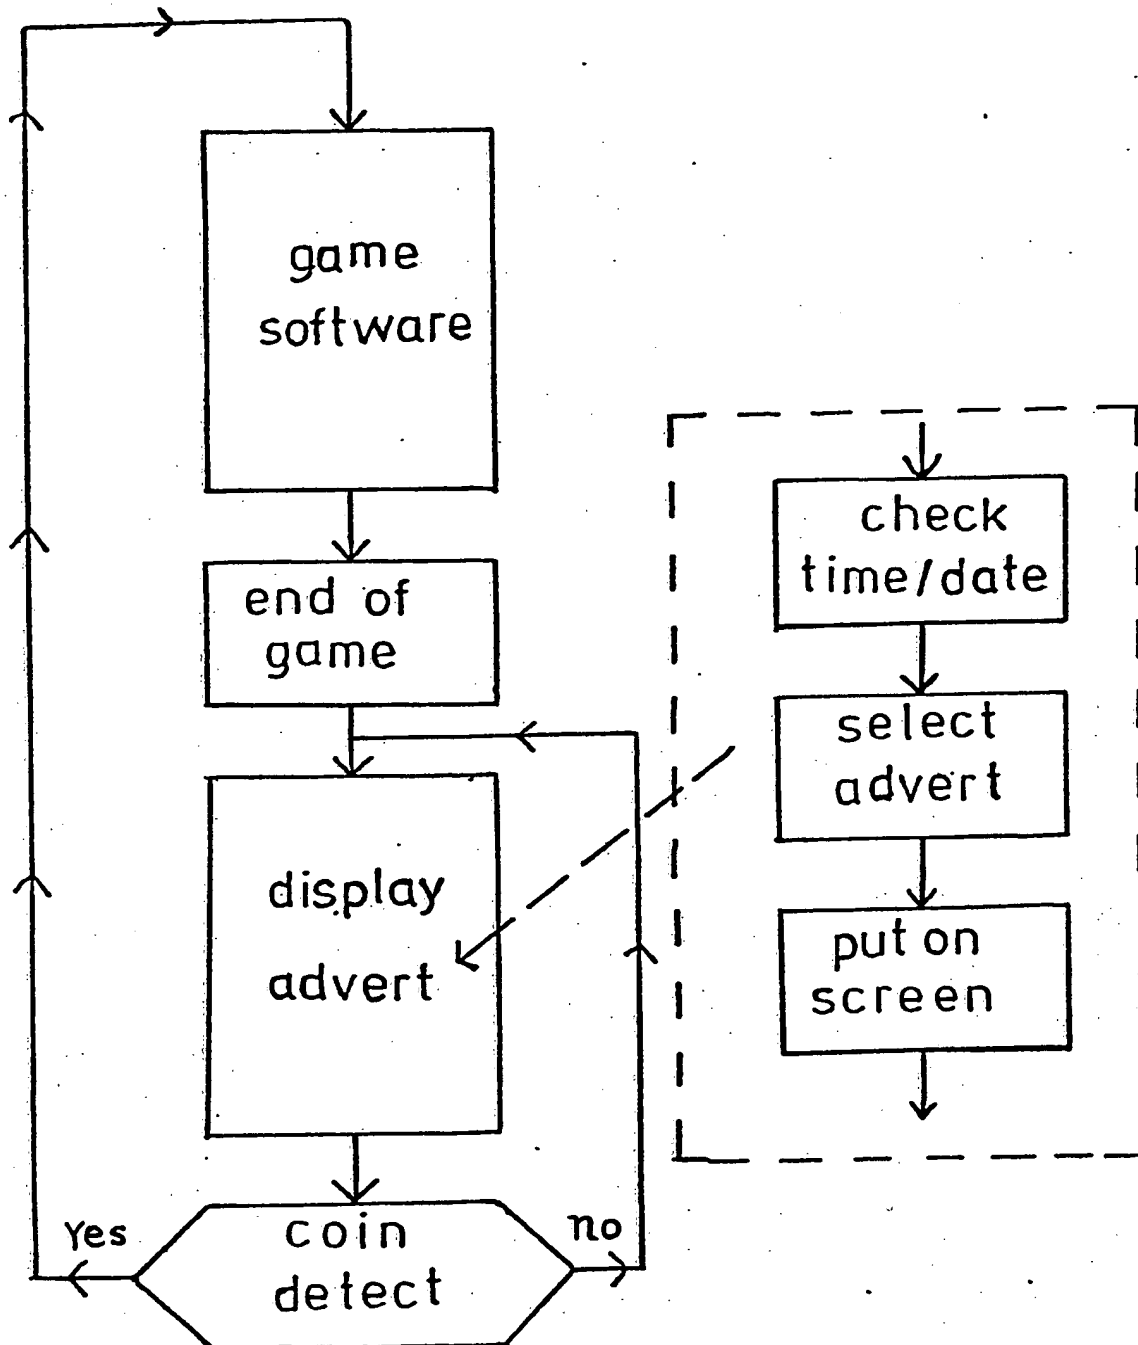 game
software
end of
game
display
advert
Yes
coin
detect
no
check
time/date
select
advert
put on
screen